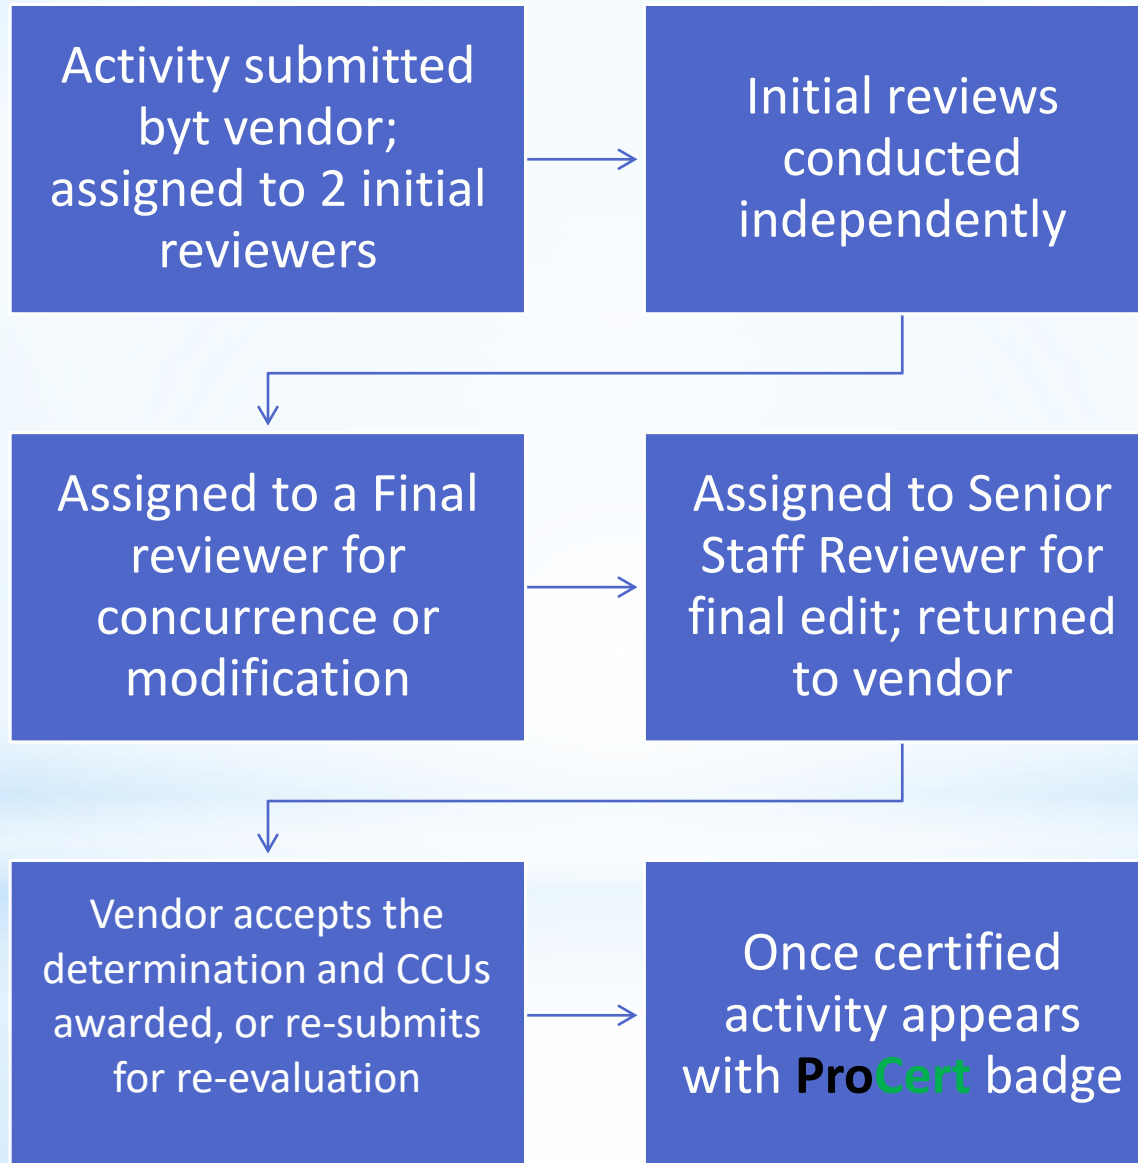 Activity submitted
byt vendor;
assigned to 2 initial
reviewers
Initial reviews
conducted
independently
Assigned to a Final
reviewer for
concurrence or
modification
Assigned to Senior
Staff Reviewer for
final edit; returned
to vendor
Vendor accepts the
determination and CCUs
awarded, or re-submits
for re-evaluation
Once certified
activity appears
with ProCert badge